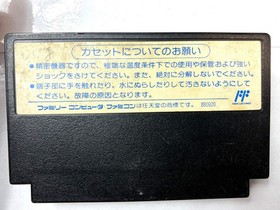 カセットについてのお願い
●精密機器ですので、極端な温度条件下での使用や保管および強い
ショックをさけてください。また、絶対に分解しないでください。
●端子部に手を触れたり、水にぬらしたりして汚さないようにして
ください。故障の原因となります。
ファミリーコンピュータ・ファミコンは任天堂の商標です。